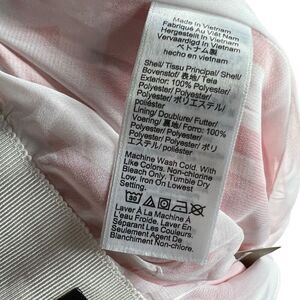 Made In Vietnam
Fabriqué Au Viêt Nam
Hergestellt In Vietnam
Vervaardigd In Vietnam
ベトナム製
hecho en Vietnam
Shell/ Tissu Principal/ Shell/
Bovenstof/ 表地/ Tela
Exterior: 100% Polyester/
Polyester/ Polyester/
Polyester/ ポリエステル/
poliéster
Lining/ Doublure/ Futter/
Voering/ 裏地/ Forro: 100%
Polyester/ Polyester/
Polyester/ Polyester/ ポリ
エステル/ poliéster
Machine Wash Cold, With
Like Colors. Non-chlorine
Bleach Only. Tumble Dry
Low. Iron On Lowest
Setting.
30
Laver À La Machine À
L'eau Froide. Laver En
Séparant Les Couleurs.
Seulement Agent De
Blanchiment Non-chlore.